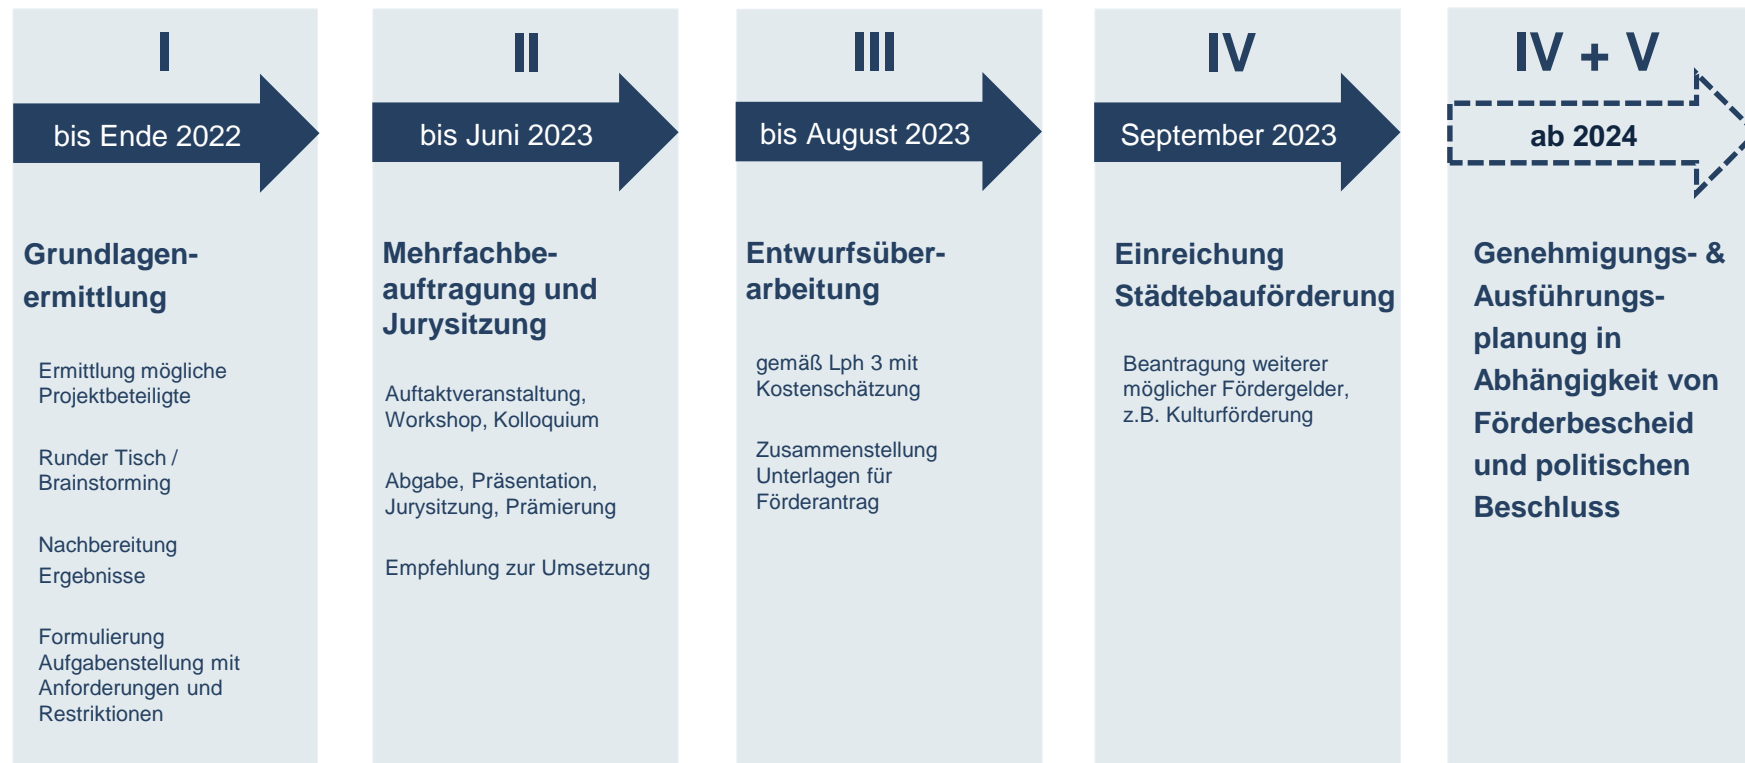 I
bis Ende 2022
Grundlagen-
ermittlung
Ermittlung mögliche
Projektbeteiligte
Runder Tisch /
Brainstorming
Nachbereitung
Ergebnisse
Formulierung
Aufgabenstellung mit
Anforderungen und
Restriktionen
II
bis Juni 2023
Mehrfachbe-
auftragung und
Jurysitzung
Auftaktveranstaltung,
Workshop, Kolloquium
Abgabe, Präsentation,
Jurysitzung, Prämierung
Empfehlung zur Umsetzung
III
bis August 2023
Entwurfsüber-
arbeitung
gemäß Lph 3 mit
Kostenschätzung
Zusammenstellung
Unterlagen für
Förderantrag
IV
September 2023
Einreichung
Städtebauförderung
Beantragung weiterer
möglicher Fördergelder,
z.B. Kulturförderung
IV + V
ab 2024
Genehmigungs- &
Ausführungs-
planung in
Abhängigkeit von
Förderbescheid
und politischen
Beschluss